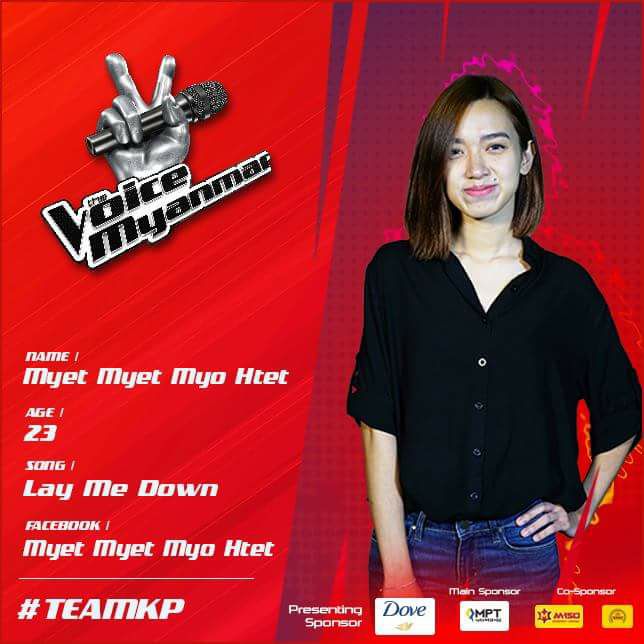 The Voice
Myanmar
NAME /
Myet Myet Myo Htet
AGE /
23
SONG /
Lay Me Down
FACEBOOK /
Myet Myet Myo Htet
#TEAMKP
Presenting
Sponsor
Dove
Main Sponsor
MPT
Co-Sponsor
M150